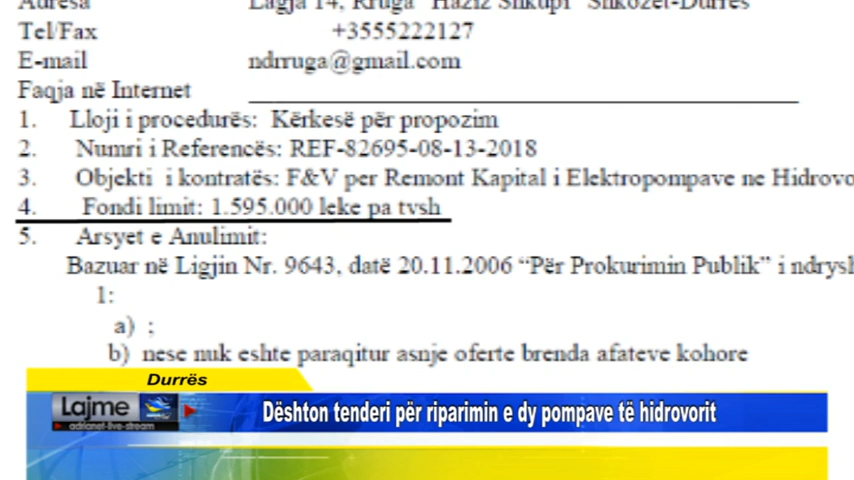 Adresa Lagja 14, Rruga "Haziz Shkupi" Shkozet-Durrës
Tel/Fax +3555222127
E-mail ndrruga@gmail.com
Faqja në Internet
1. Lloji i procedurës: Kërkesë për propozim
2. Numri i Referencës: REF-82695-08-13-2018
3. Objekti i kontratës: F&V per Remont Kapital i Elektropompave ne Hidrovo
4. Fondi limit: 1.595.000 leke pa tvsh
5. Arsyet e Anulimit:
Bazuar në Ligjin Nr. 9643, datë 20.11.2006 “Për Prokurimin Publik” i ndrysh
1:
a) ;
b) nese nuk eshte paraqitur asnje oferte brenda afateve kohore
Durrës
Lajme
adrianet-live-stream
Dështon tenderi për riparimin e dy pompave të hidrovorit